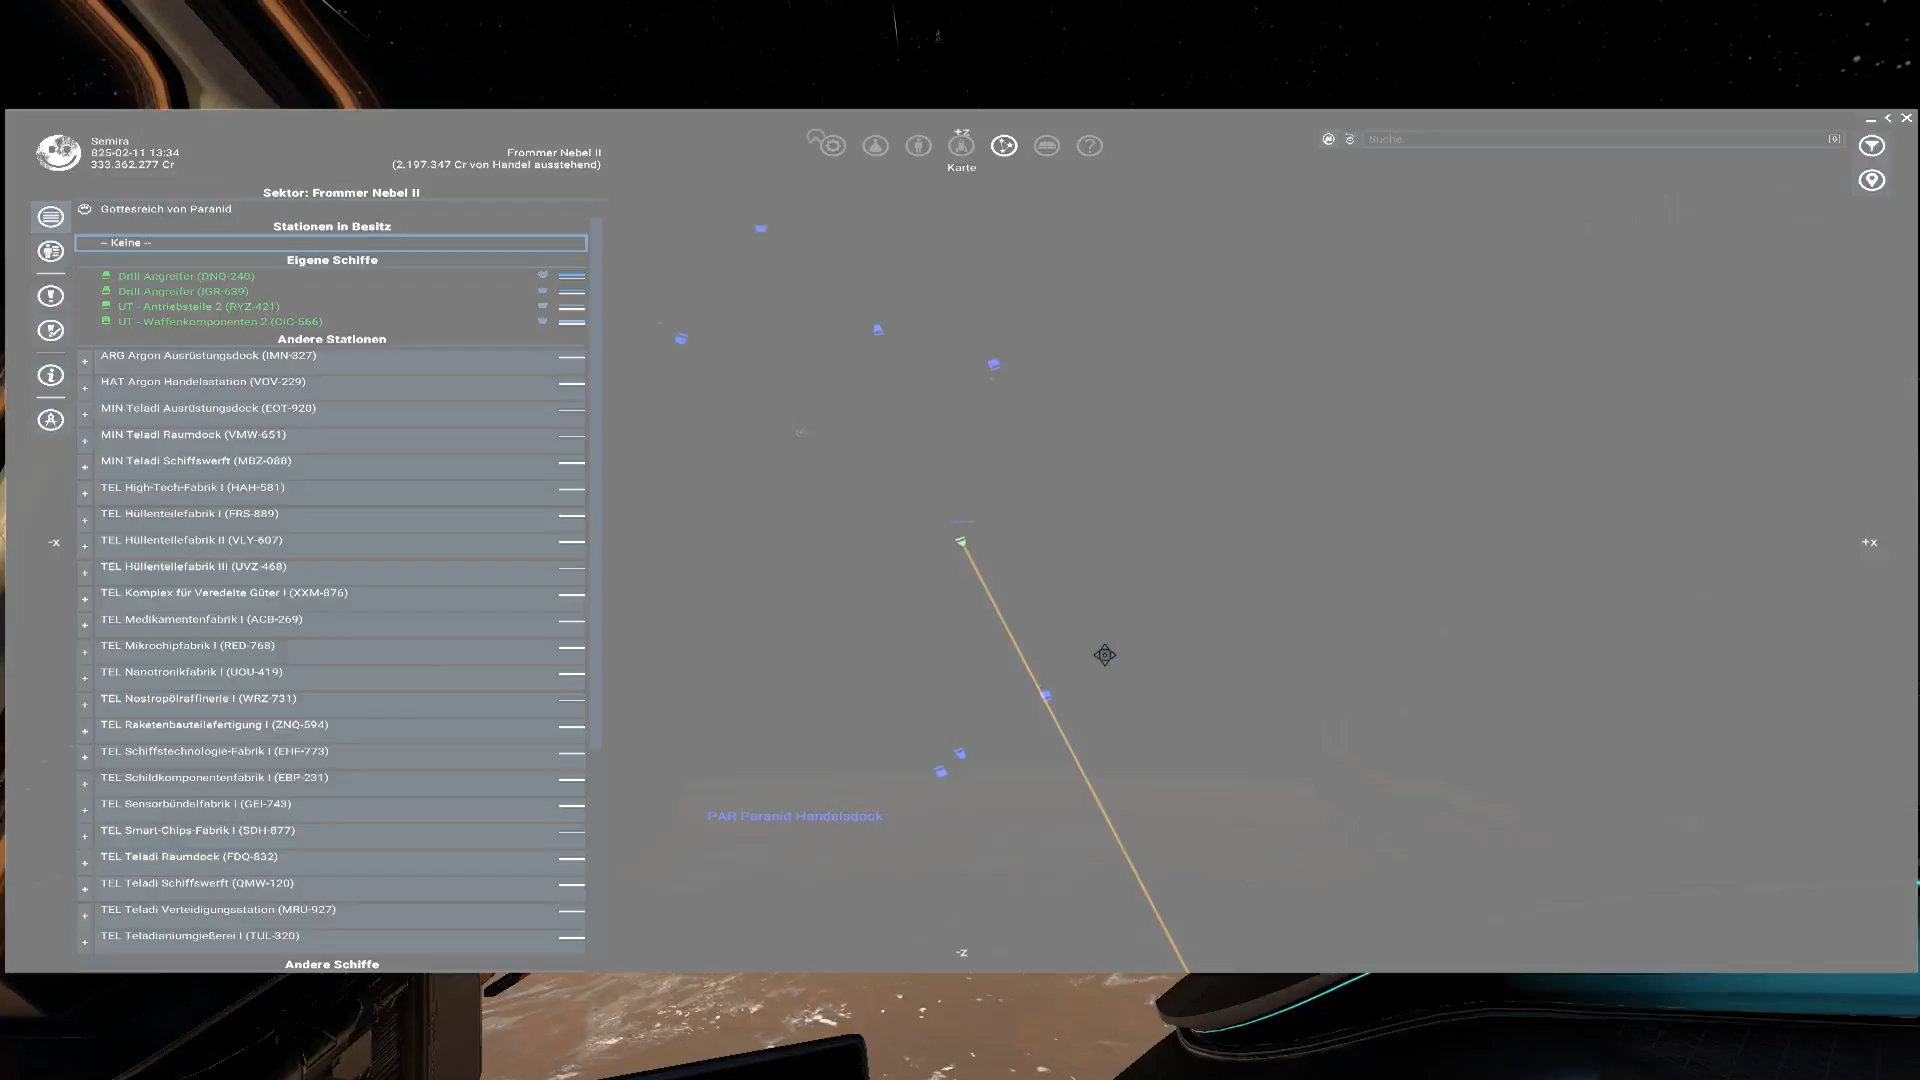 Semira
825-02-11 13:34
333.362.277 Cr
Frommer Nebel II
(2.197.347 Cr von Handel ausstehend)
+Z
Karte
Suche.
Sektor: Frommer Nebel II
Gottesreich von Paranid
Stationen in Besitz
-- Keine --
Eigene Schiffe
Drill Angreifer (DNQ-240)
Drill Angreifer (IGR-639)
UT - Antriebsteile 2 (RYZ-421)
UT - Waffenkomponenten 2 (CIC-566)
Andere Stationen
+ ARG Argon Ausrüstungsdock (IMN-327)
+ HAT Argon Handelsstation (VOV-229)
+ MIN Teladi Ausrüstungsdock (EOT-920)
+ MIN Teladi Raumdock (VMW-651)
+ MIN Teladi Schiffswerft (MBZ-088)
+ TEL High-Tech-Fabrik I (HAH-581)
+ TEL Hüllenteilefabrik I (FRS-889)
+ TEL Hüllenteilefabrik II (VLY-607)
+ TEL Hüllenteilefabrik III (UVZ-468)
+ TEL Komplex für Veredelte Güter I (XXM-876)
+ TEL Medikamentenfabrik I (ACB-269)
+ TEL Mikrochipfabrik I (RED-768)
+ TEL Nanotronikfabrik I (UOU-419)
+ TEL Nostropölraffinerie I (WRZ-731)
+ TEL Raketenbauteilefertigung I (ZNQ-594)
+ TEL Schiffstechnologie-Fabrik I (EHF-773)
+ TEL Schildkomponentenfabrik I (EBP-231)
+ TEL Sensorbündelfabrik I (GEI-743)
+ TEL Smart-Chips-Fabrik I (SDH-877)
+ TEL Teladi Raumdock (FDQ-832)
+ TEL Teladi Schiffswerft (QMW-120)
+ TEL Teladi Verteidigungsstation (MRU-927)
+ TEL Teladianiumgießerei I (TUL-320)
Andere Schiffe
-X
+X
PAR Paranid Handelsdock
-Z